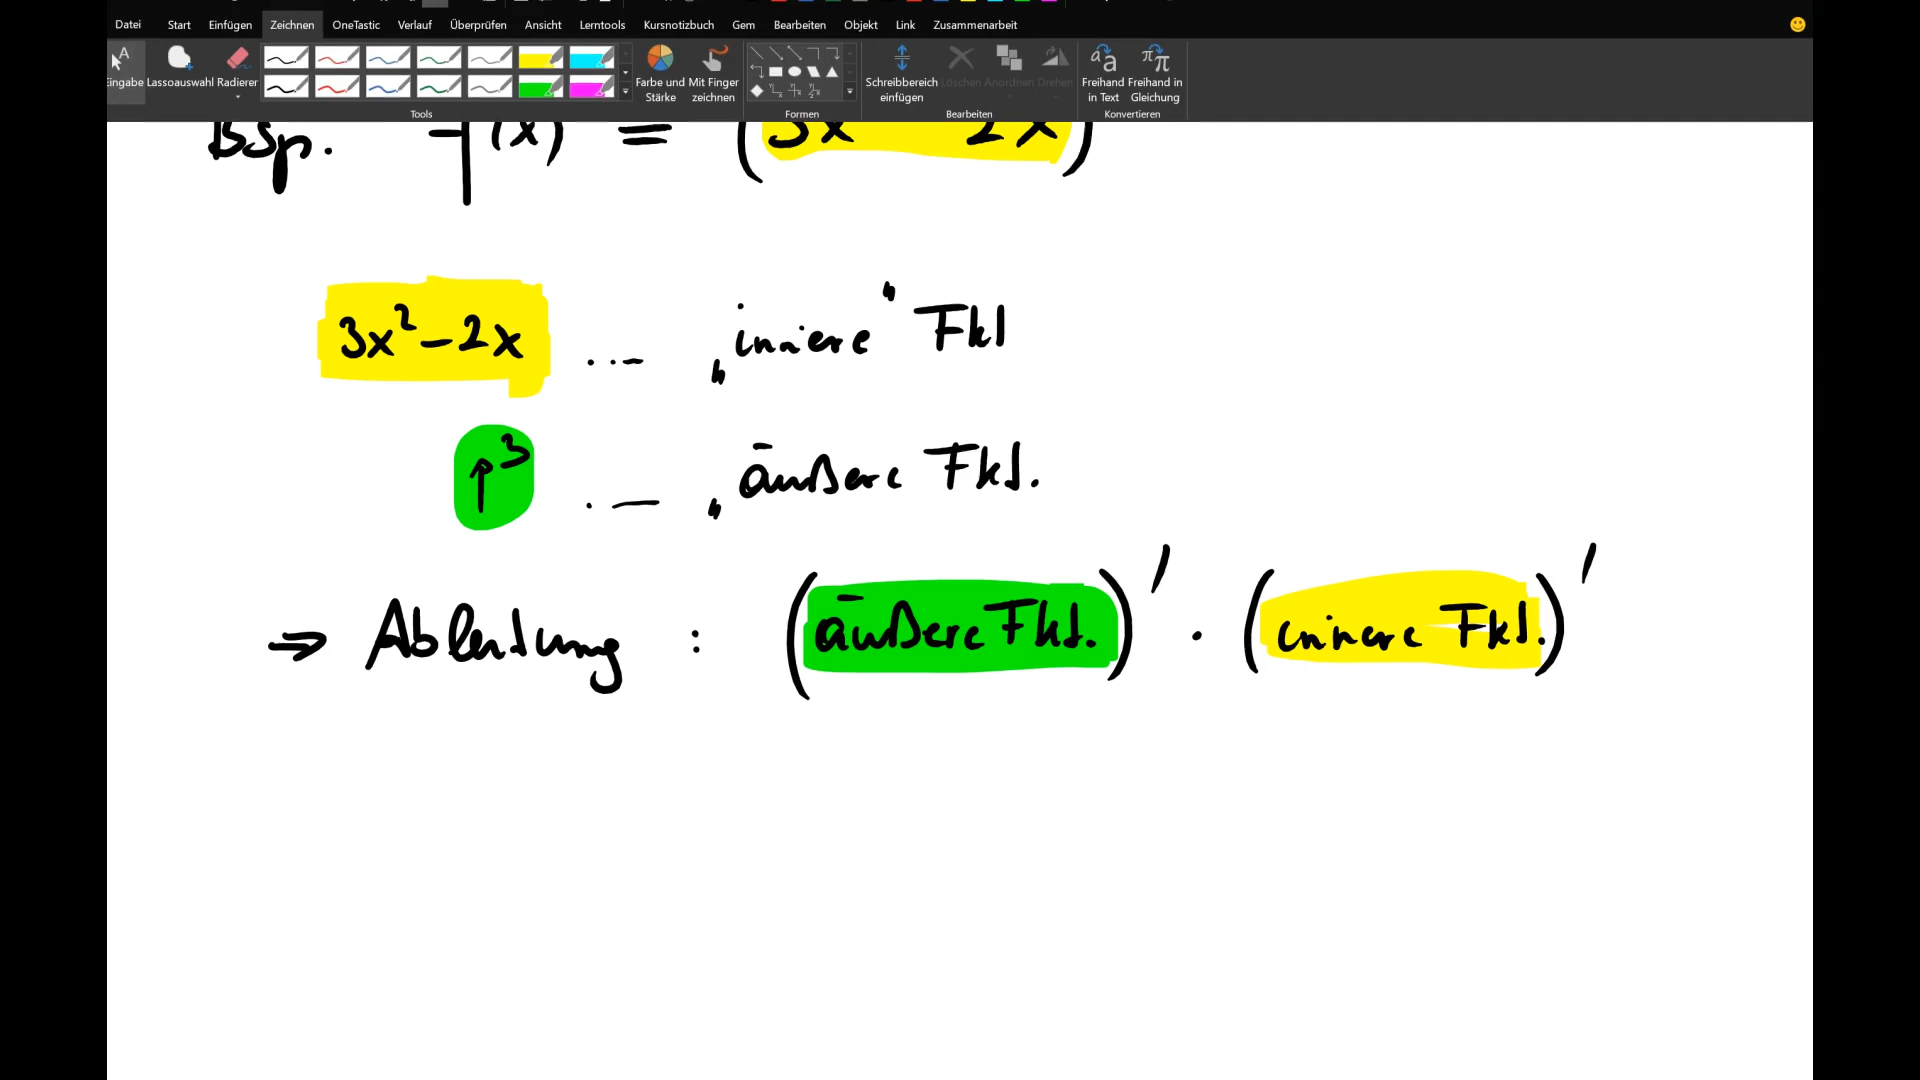 Datei Start Einfügen Zeichnen OneTastic Verlauf Überprüfen Ansicht Lerntools Kursnotizbuch Gem Bearbeiten Objekt Link Zusammenarbeit
Eingabe Lassoauswahl Radierer Farbe und Stärke Mit Finger zeichnen Schreibbereich einfügen Löschen Anordnen Drehen Freihand in Text Freihand in Gleichung
Tools Formen Bearbeiten Konvertieren
Bsp. f(x) = (3x 2x)
3x² - 2x ... „innere" Fkt
↑³ ... „äußere Fkt.
⇒ Ableitung : (äußere Fkt.)' · (innere Fkt.)'